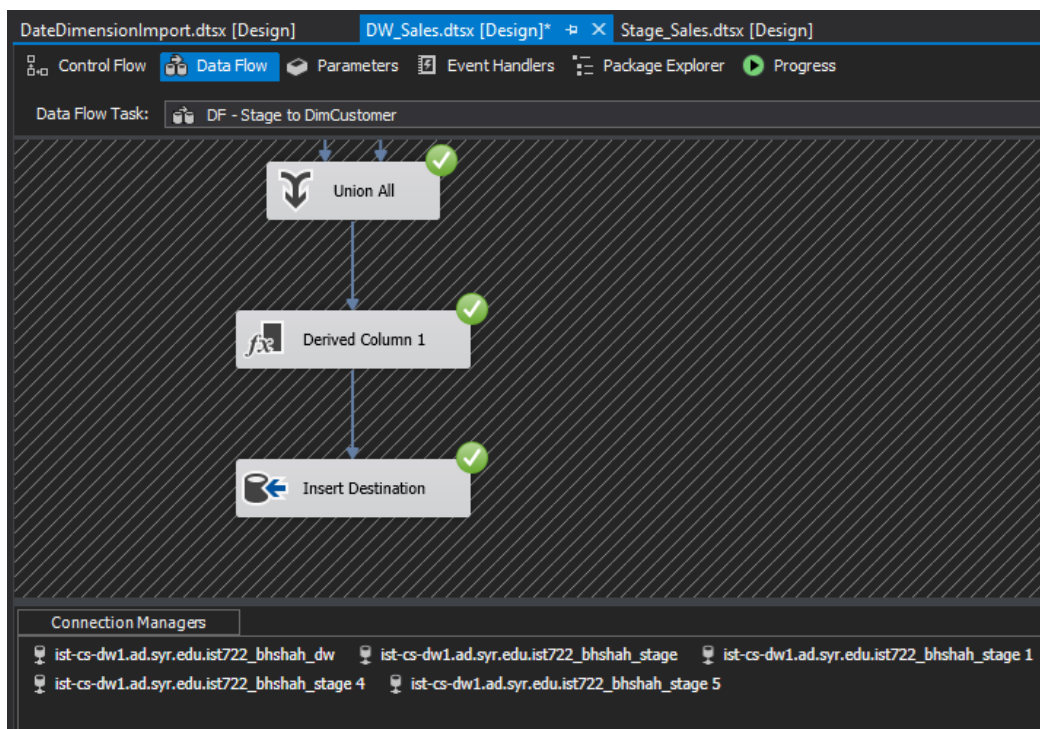 DateDimensionImport.dtsx [Design] DW_Sales.dtsx [Design]* Stage_Sales.dtsx [Design]
Control Flow Data Flow Parameters Event Handlers Package Explorer Progress
Data Flow Task: DF - Stage to DimCustomer
Union All
fx Derived Column 1
Insert Destination
Connection Managers
ist-cs-dw1.ad.syr.edu.ist722_bhshah_dw ist-cs-dw1.ad.syr.edu.ist722_bhshah_stage ist-cs-dw1.ad.syr.edu.ist722_bhshah_stage 1
ist-cs-dw1.ad.syr.edu.ist722_bhshah_stage 4 ist-cs-dw1.ad.syr.edu.ist722_bhshah_stage 5